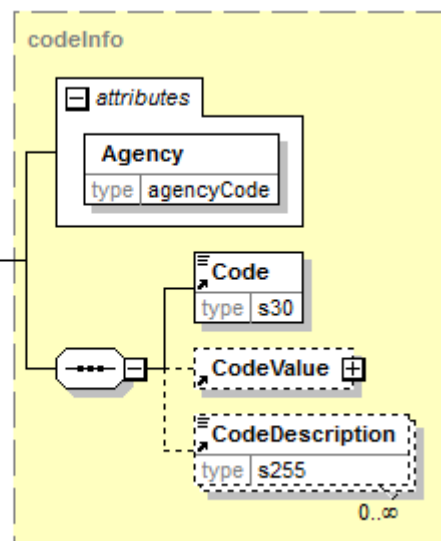 codeInfo
attributes
Agency
type agencyCode
Code
type s30
CodeValue
CodeDescription
type s255
0..∞